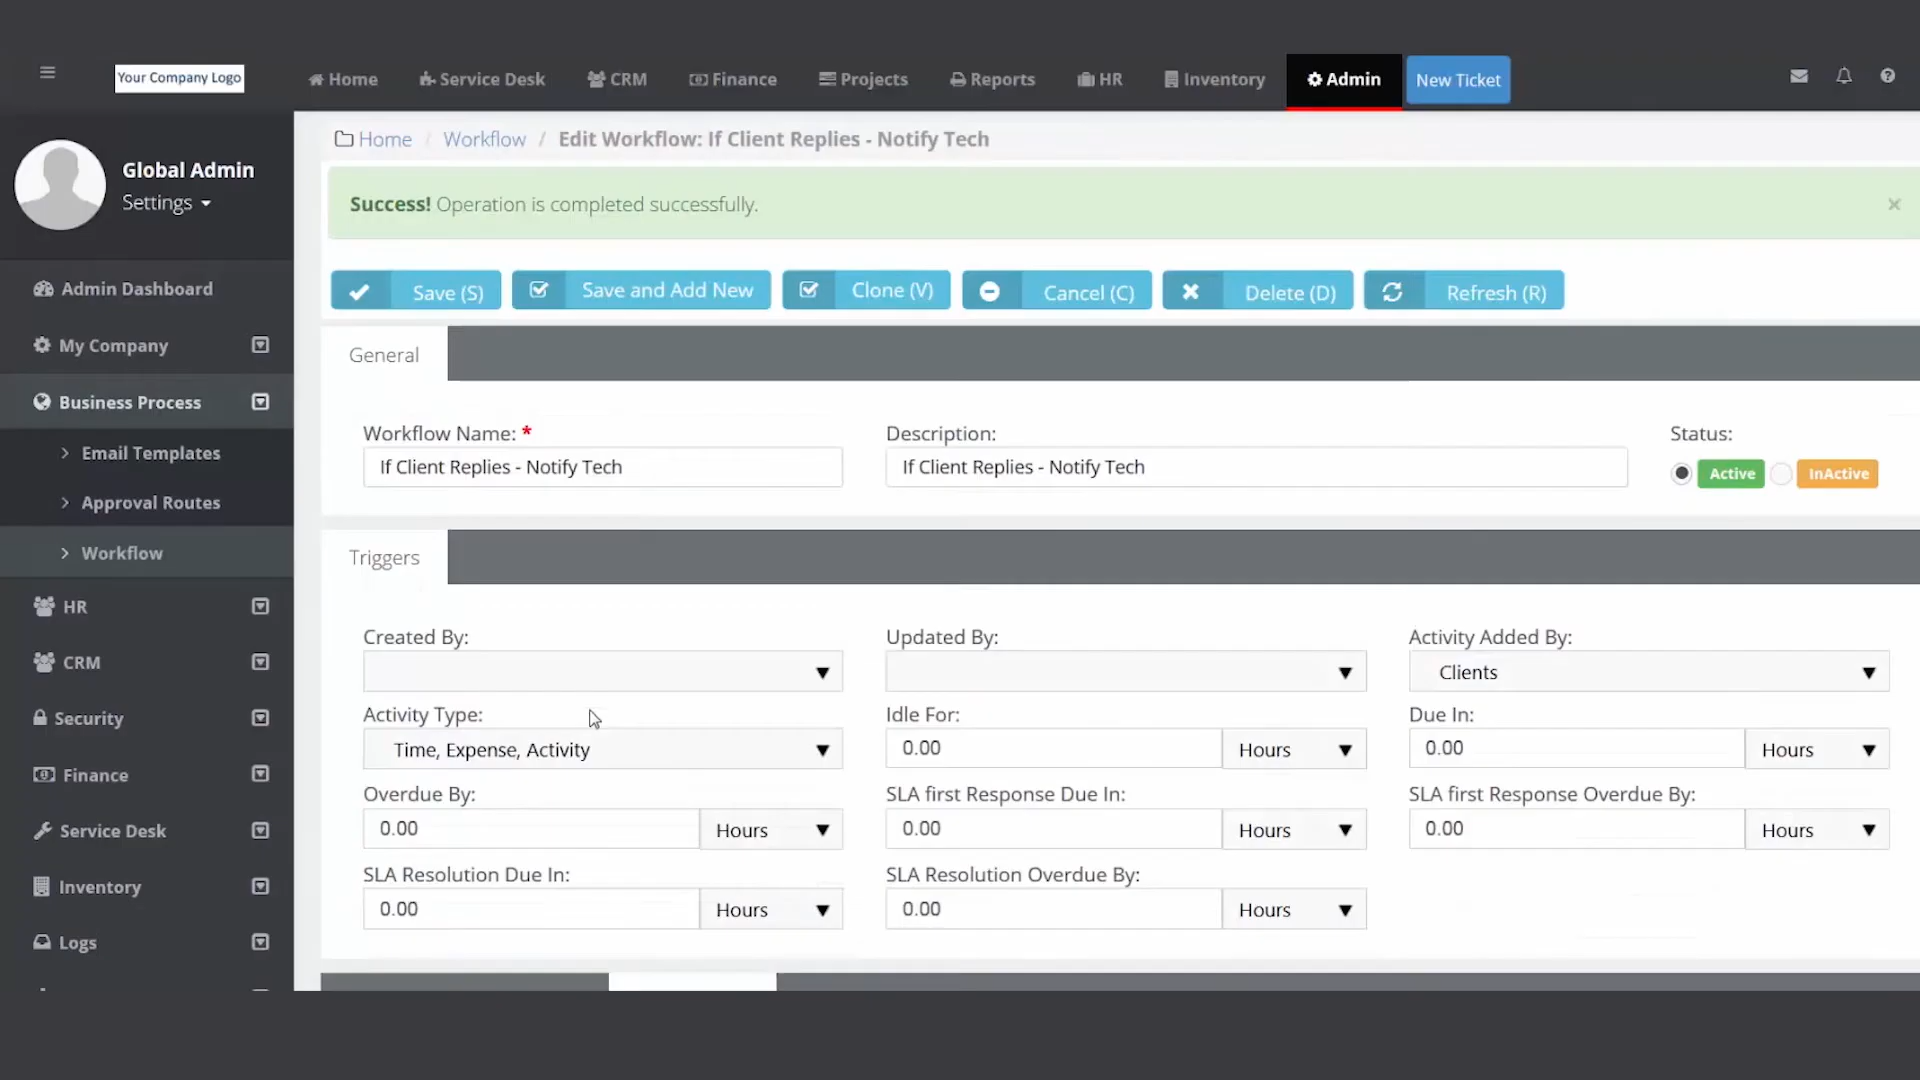 Your Company Logo
Home Service Desk CRM Finance Projects Reports HR Inventory Admin New Ticket
Global Admin
Settings
Admin Dashboard
My Company
Business Process
Email Templates
Approval Routes
Workflow
HR
CRM
Security
Finance
Service Desk
Inventory
Logs
Home / Workflow / Edit Workflow: If Client Replies - Notify Tech
Success! Operation is completed successfully. ×
Save (S) Save and Add New Clone (V) Cancel (C) Delete (D) Refresh (R)
General
Workflow Name: * Description: Status:
If Client Replies - Notify Tech If Client Replies - Notify Tech Active InActive
Triggers
Created By: Updated By: Activity Added By:
Clients
Activity Type: Idle For: Due In:
Time, Expense, Activity 0.00 Hours 0.00 Hours
Overdue By: SLA first Response Due In: SLA first Response Overdue By:
0.00 Hours 0.00 Hours 0.00 Hours
SLA Resolution Due In: SLA Resolution Overdue By:
0.00 Hours 0.00 Hours